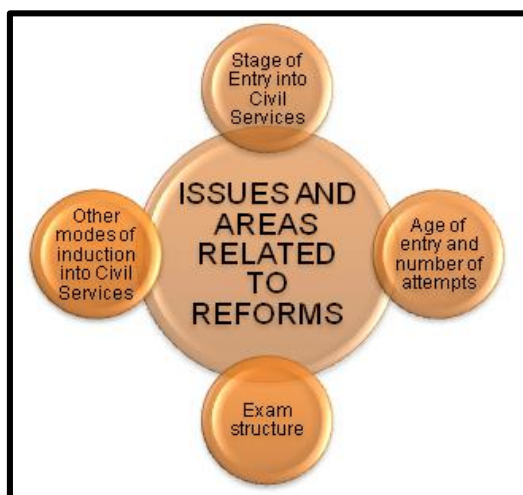 Stage of
Entry into
Civil
Services
ISSUES AND
AREAS
RELATED
TO
REFORMS
Other
modes of
induction
into Civil
Services
Age of
entry and
number of
attempts
Exam
structure